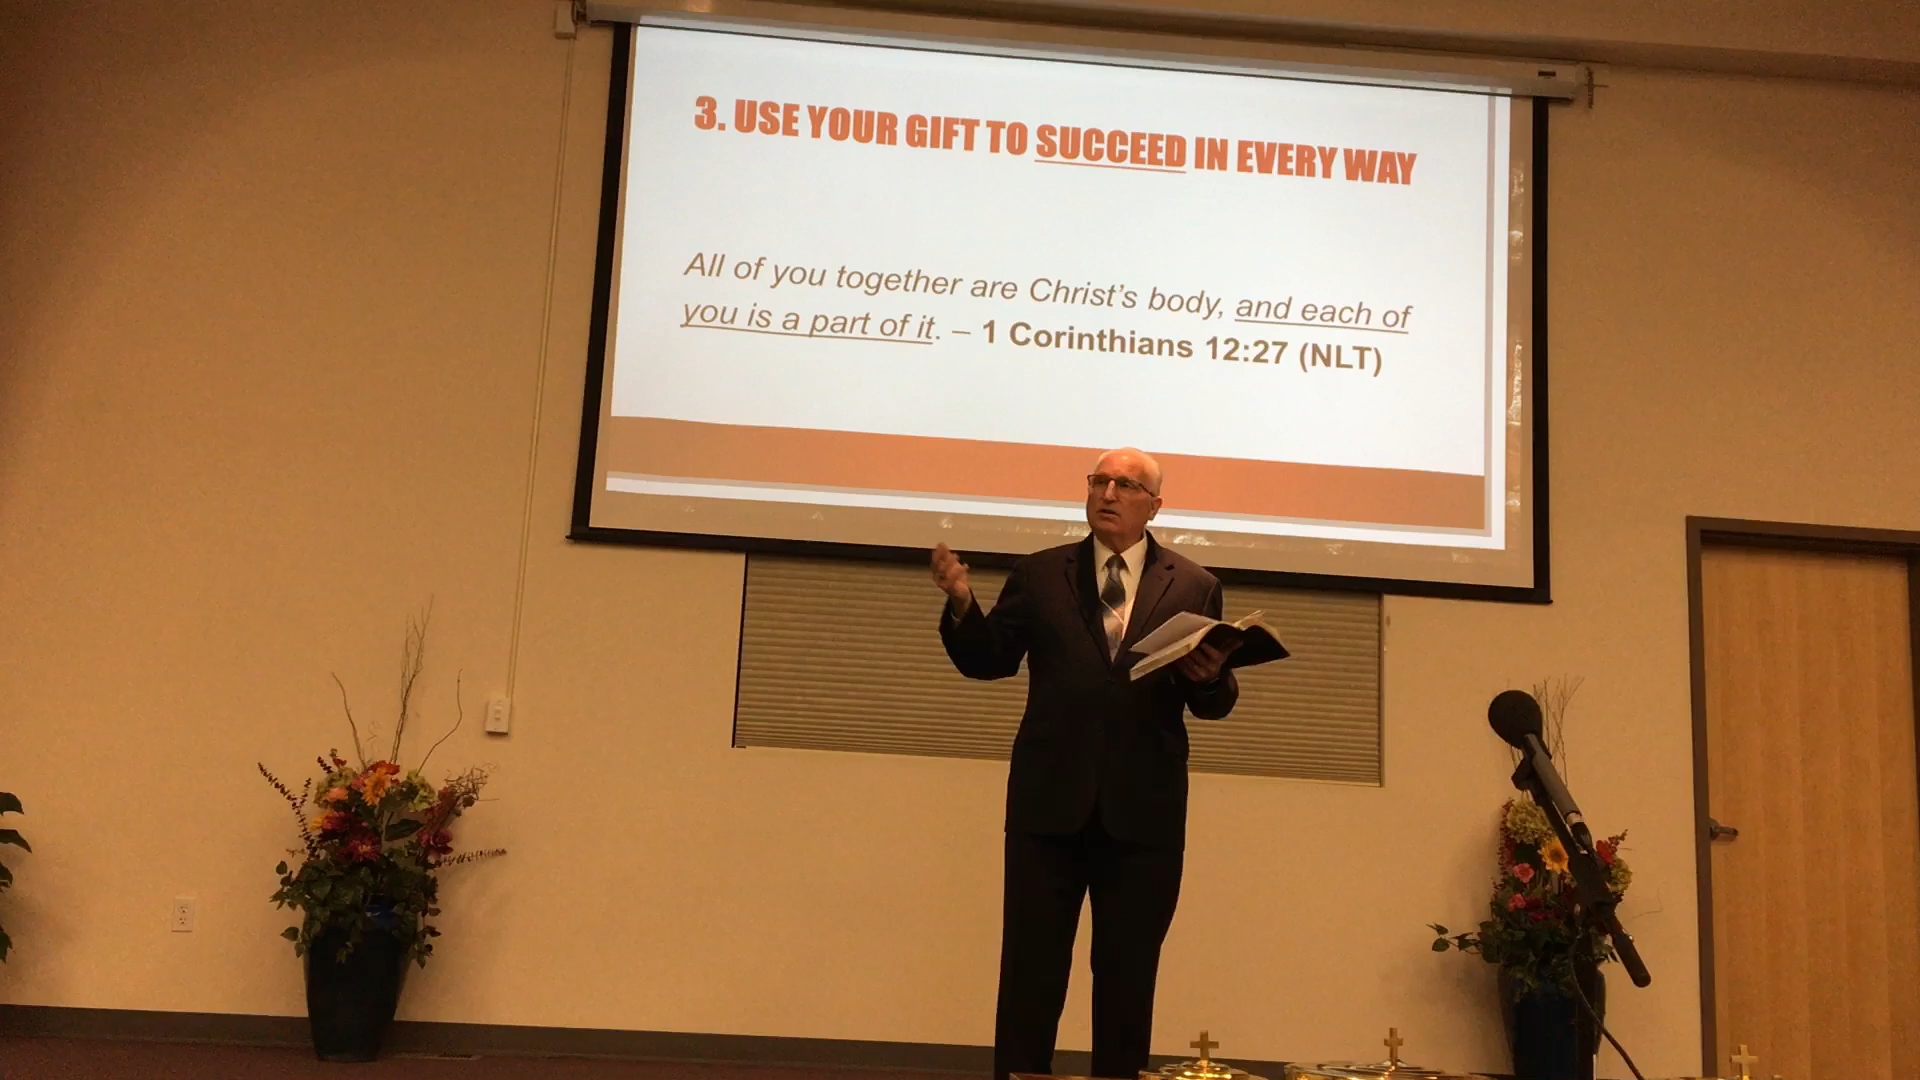 3. USE YOUR GIFT TO SUCCEED IN EVERY WAY
All of you together are Christ's body, and each of
you is a part of it. – 1 Corinthians 12:27 (NLT)